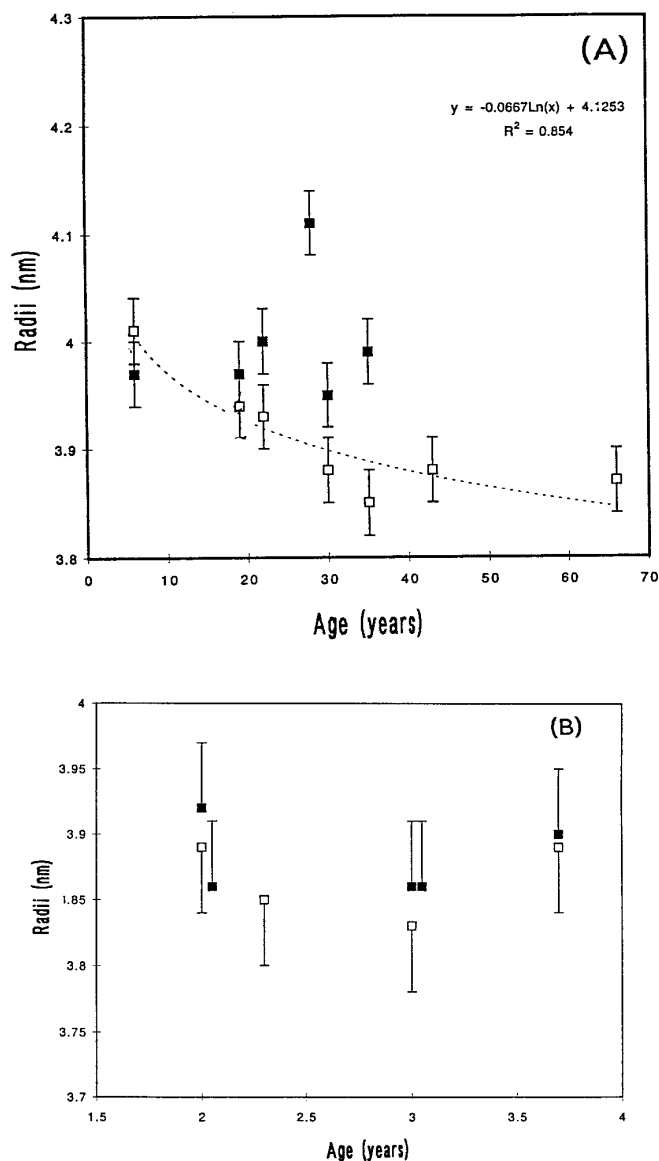 (A)
y = -0.0667Ln(x) + 4.1253
R² = 0.854
4.3
4.2
4.1
4
3.9
3.8
Radii (nm)
0 10 20 30 40 50 60 70
Age (years)
(B)
4
3.95
3.9
3.85
3.8
3.75
3.7
Radii (nm)
1.5 2 2.5 3 3.5 4
Age (years)